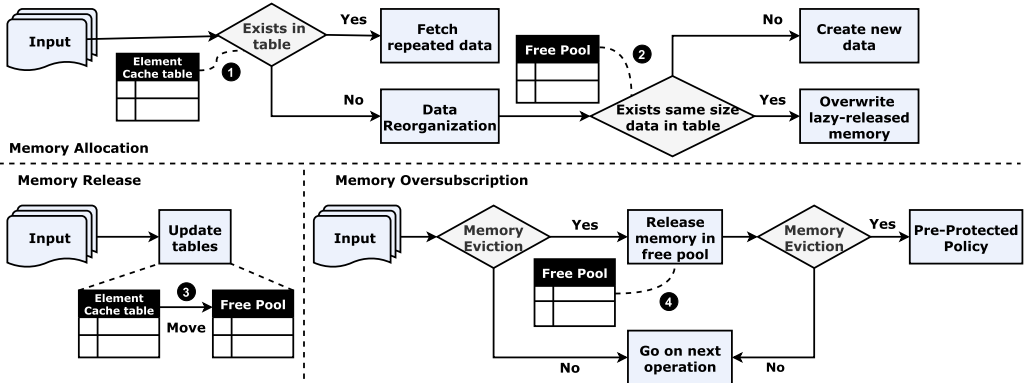 Input
Exists in
table
Yes
Fetch
repeated data
Element
Cache table
1
No
Data
Reorganization
Free Pool
2
Exists same size
data in table
No
Create new
data
Yes
Overwrite
lazy-released
memory
Memory Allocation
Memory Release
Input
Update
tables
Element
Cache table
3
Move
Free Pool
Memory Oversubscription
Input
Memory
Eviction
Yes
Release
memory in
free pool
Free Pool
4
Memory
Eviction
Yes
Pre-Protected
Policy
No
Go on next
operation
No